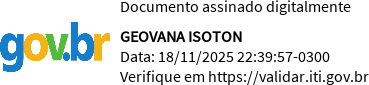 Documento assinado digitalmente
gov.br
GEOVANA ISOTON
Data: 18/11/2025 22:39:57-0300
Verifique em https://validar.iti.gov.br